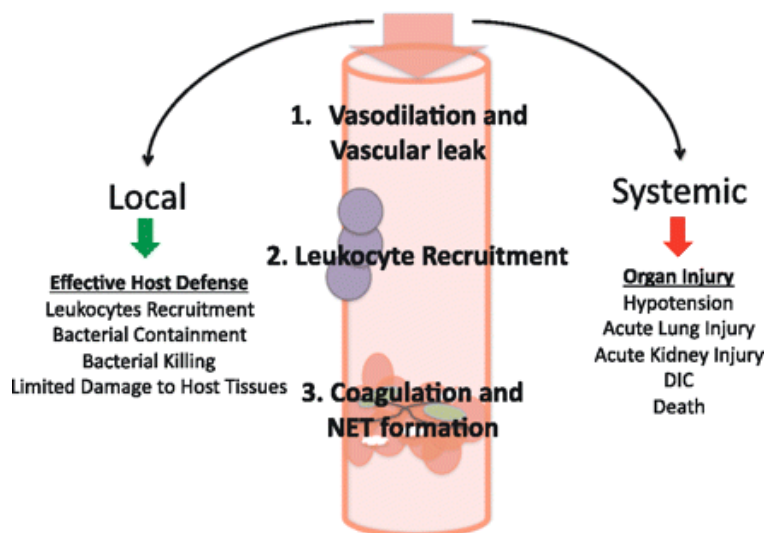 1. Vasodilation and
Vascular leak
Local
Systemic
2. Leukocyte Recruitment
Effective Host Defense
Leukocytes Recruitment
Bacterial Containment
Bacterial Killing
Limited Damage to Host Tissues
Organ Injury
Hypotension
Acute Lung Injury
Acute Kidney Injury
DIC
Death
3. Coagulation and
NET formation